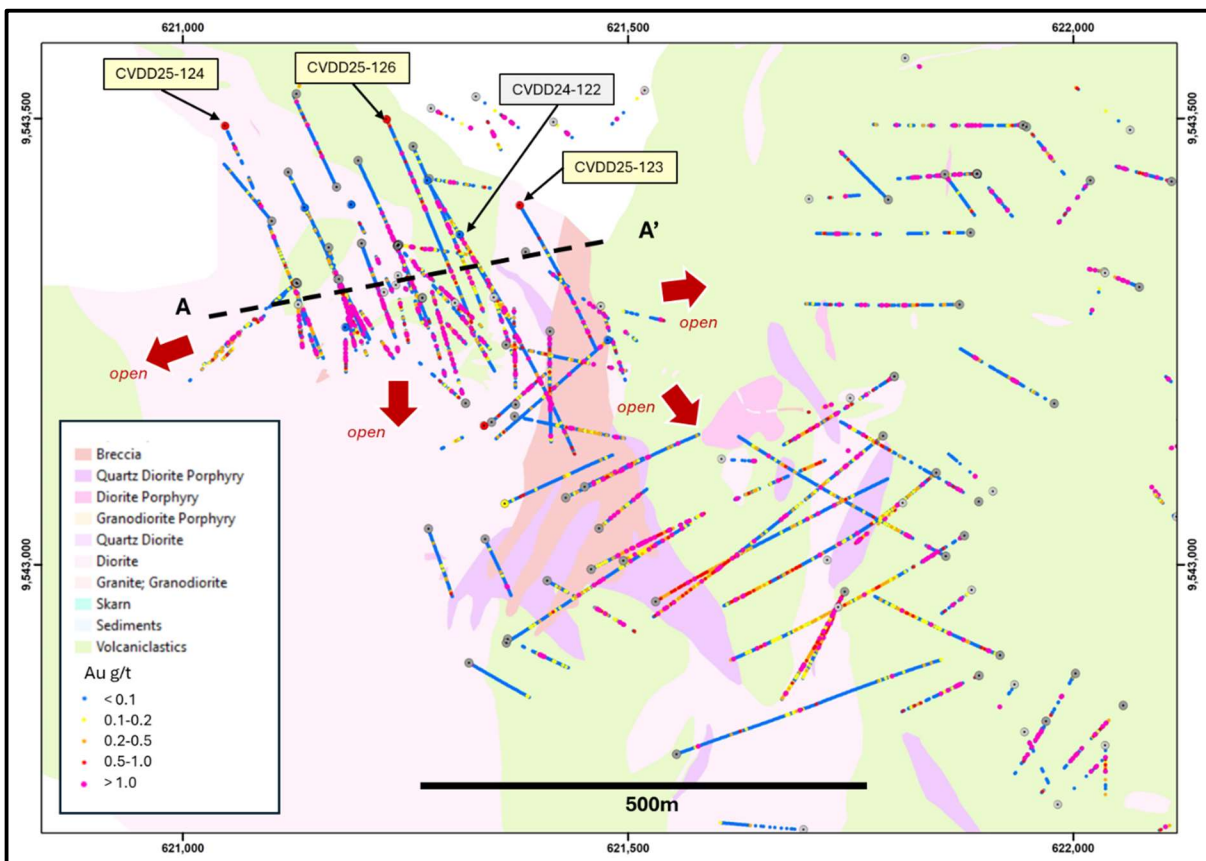 621,000
621,500
622,000
CVDD25-124
CVDD25-126
CVDD24-122
CVDD25-123
9,543,500
9,543,500
A
A’
open
open
open
open
Breccia
Quartz Diorite Porphyry
Diorite Porphyry
Granodiorite Porphyry
Quartz Diorite
Diorite
Granite; Granodiorite
Skarn
Sediments
Volcaniclastics
Au g/t
< 0.1
0.1-0.2
0.2-0.5
0.5-1.0
> 1.0
9,543,000
9,543,000
500m
621,000
621,500
622,000